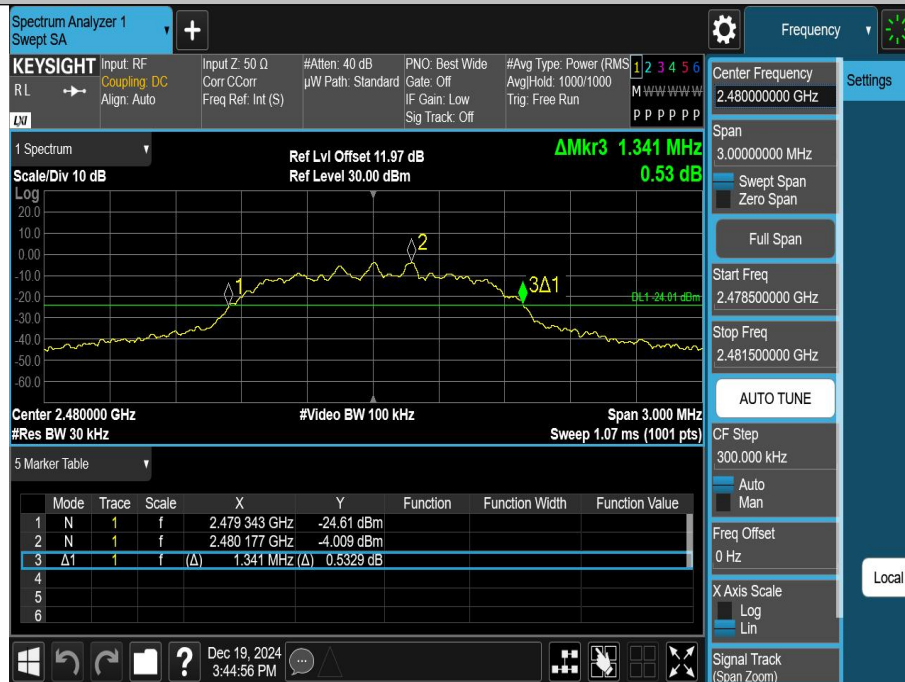 Spectrum Analyzer 1
Swept SA
+
Frequency
KEYSIGHT
RL
LXI
Input: RF
Coupling: DC
Align: Auto
Input Z: 50 Ω
Corr CCorr
Freq Ref: Int (S)
#Atten: 40 dB
µW Path: Standard
PNO: Best Wide
Gate: Off
IF Gain: Low
Sig Track: Off
#Avg Type: Power (RMS
Avg|Hold: 1000/1000
Trig: Free Run
1 2 3 4 5 6
M W W W W W
P P P P P P
1 Spectrum
Scale/Div 10 dB
Ref Lvl Offset 11.97 dB
Ref Level 30.00 dBm
ΔMkr3 1.341 MHz
0.53 dB
Log
20.0
10.0
0.00
-10.0
-20.0
-30.0
-40.0
-50.0
-60.0
1
2
3Δ1
DL1 -24.01 dBm
Center 2.480000 GHz
#Video BW 100 kHz
Span 3.000 MHz
#Res BW 30 kHz
Sweep 1.07 ms (1001 pts)
5 Marker Table
Mode Trace Scale X Y Function Function Width Function Value
1 N 1 f 2.479 343 GHz -24.61 dBm
2 N 1 f 2.480 177 GHz -4.009 dBm
3 Δ1 1 f (Δ) 1.341 MHz (Δ) 0.5329 dB
4
5
6
?
Dec 19, 2024
3:44:56 PM
Center Frequency
2.480000000 GHz
Span
3.00000000 MHz
Swept Span
Zero Span
Full Span
Start Freq
2.478500000 GHz
Stop Freq
2.481500000 GHz
AUTO TUNE
CF Step
300.000 kHz
Auto
Man
Freq Offset
0 Hz
X Axis Scale
Log
Lin
Signal Track
(Span Zoom)
Settings
Local